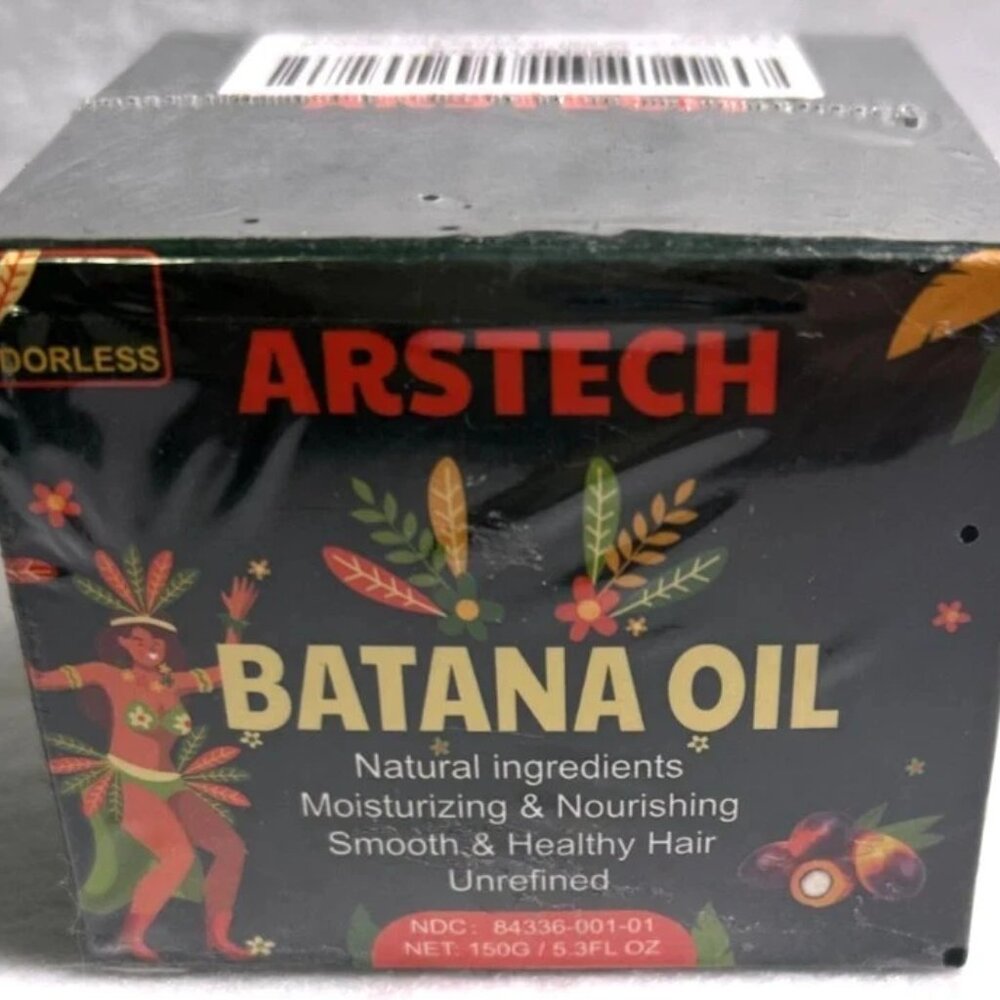 DORLESS
ARSTECH
BATANA OIL
Natural ingredients
Moisturizing & Nourishing
Smooth & Healthy Hair
Unrefined
NDC: 84336-001-01
NET: 150G / 5.3FL OZ